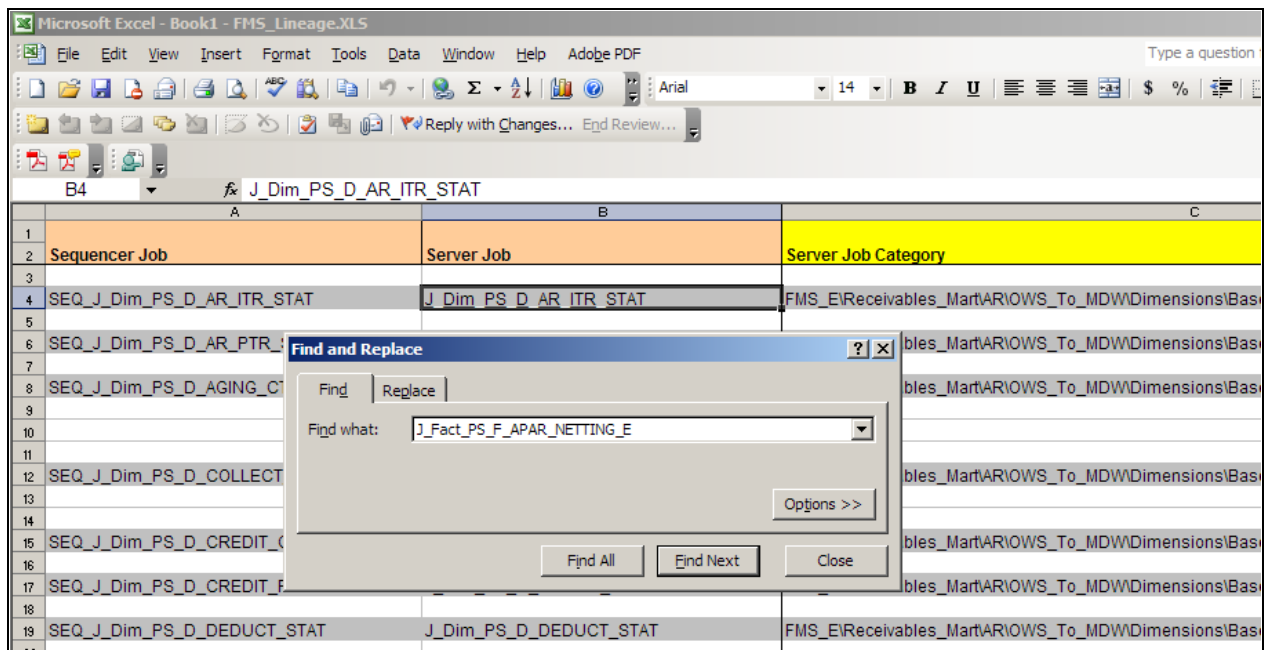 Microsoft Excel - Book1 - FMS_Lineage.XLS
File Edit View Insert Format Tools Data Window Help Adobe PDF Type a question
Arial 14 B I U $ %
Reply with Changes... End Review...
B4 fx J_Dim_PS_D_AR_ITR_STAT
A B C
1
2 Sequencer Job Server Job Server Job Category
3
4 SEQ_J_Dim_PS_D_AR_ITR_STAT J_Dim_PS_D_AR_ITR_STAT FMS_E\Receivables_Mart\AR\OWS_To_MDW\Dimensions\Bas
5
6 SEQ_J_Dim_PS_D_AR_PTR_ bles_Mart\AR\OWS_To_MDW\Dimensions\Bas
Find and Replace
7
8 SEQ_J_Dim_PS_D_AGING_CT bles_Mart\AR\OWS_To_MDW\Dimensions\Bas
Find Replace
9
10
Find what: J_Fact_PS_F_APAR_NETTING_E
11
12 SEQ_J_Dim_PS_D_COLLECT bles_Mart\AR\OWS_To_MDW\Dimensions\Bas
13
Options >>
14
15 SEQ_J_Dim_PS_D_CREDIT_ bles_Mart\AR\OWS_To_MDW\Dimensions\Bas
16
Find All Find Next Close
17 SEQ_J_Dim_PS_D_CREDIT_ bles_Mart\AR\OWS_To_MDW\Dimensions\Bas
18
19 SEQ_J_Dim_PS_D_DEDUCT_STAT J_Dim_PS_D_DEDUCT_STAT FMS_E\Receivables_Mart\AR\OWS_To_MDW\Dimensions\Bas